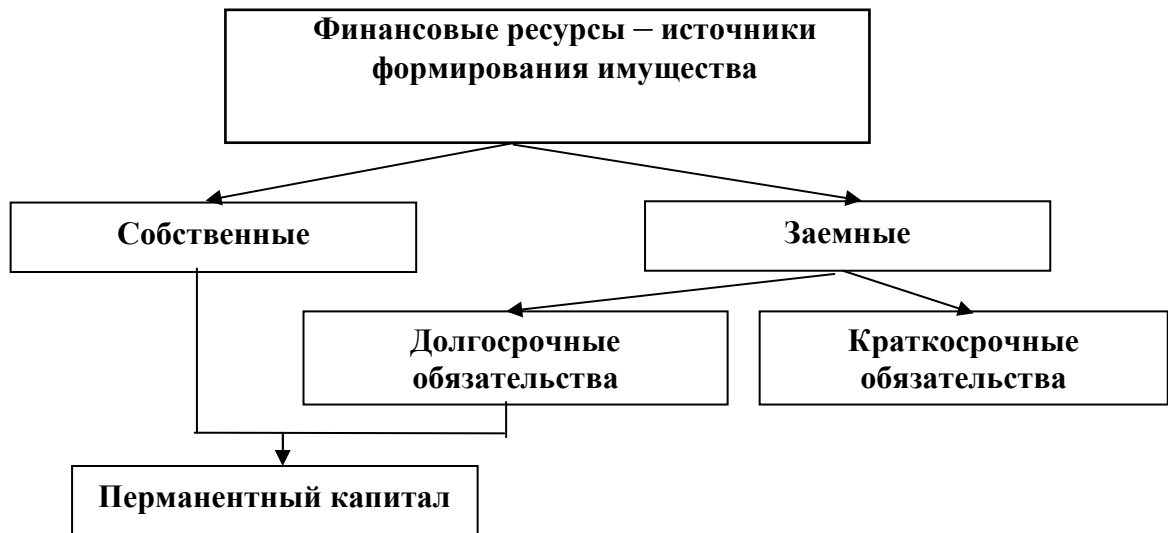 Финансовые ресурсы – источники
формирования имущества
Собственные
Заемные
Долгосрочные
обязательства
Краткосрочные
обязательства
Перманентный капитал